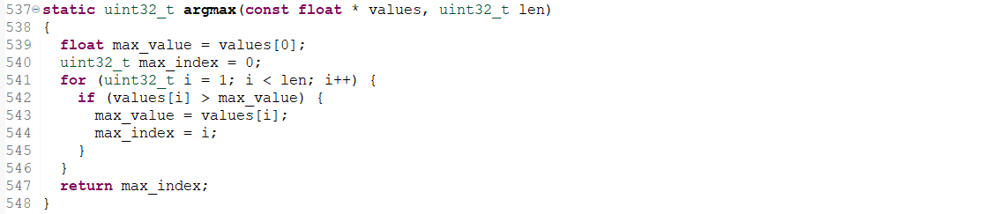 537 static uint32_t argmax(const float * values, uint32_t len)
538 {
539   float max_value = values[0];
540   uint32_t max_index = 0;
541   for (uint32_t i = 1; i < len; i++) {
542     if (values[i] > max_value) {
543       max_value = values[i];
544       max_index = i;
545     }
546   }
547   return max_index;
548 }